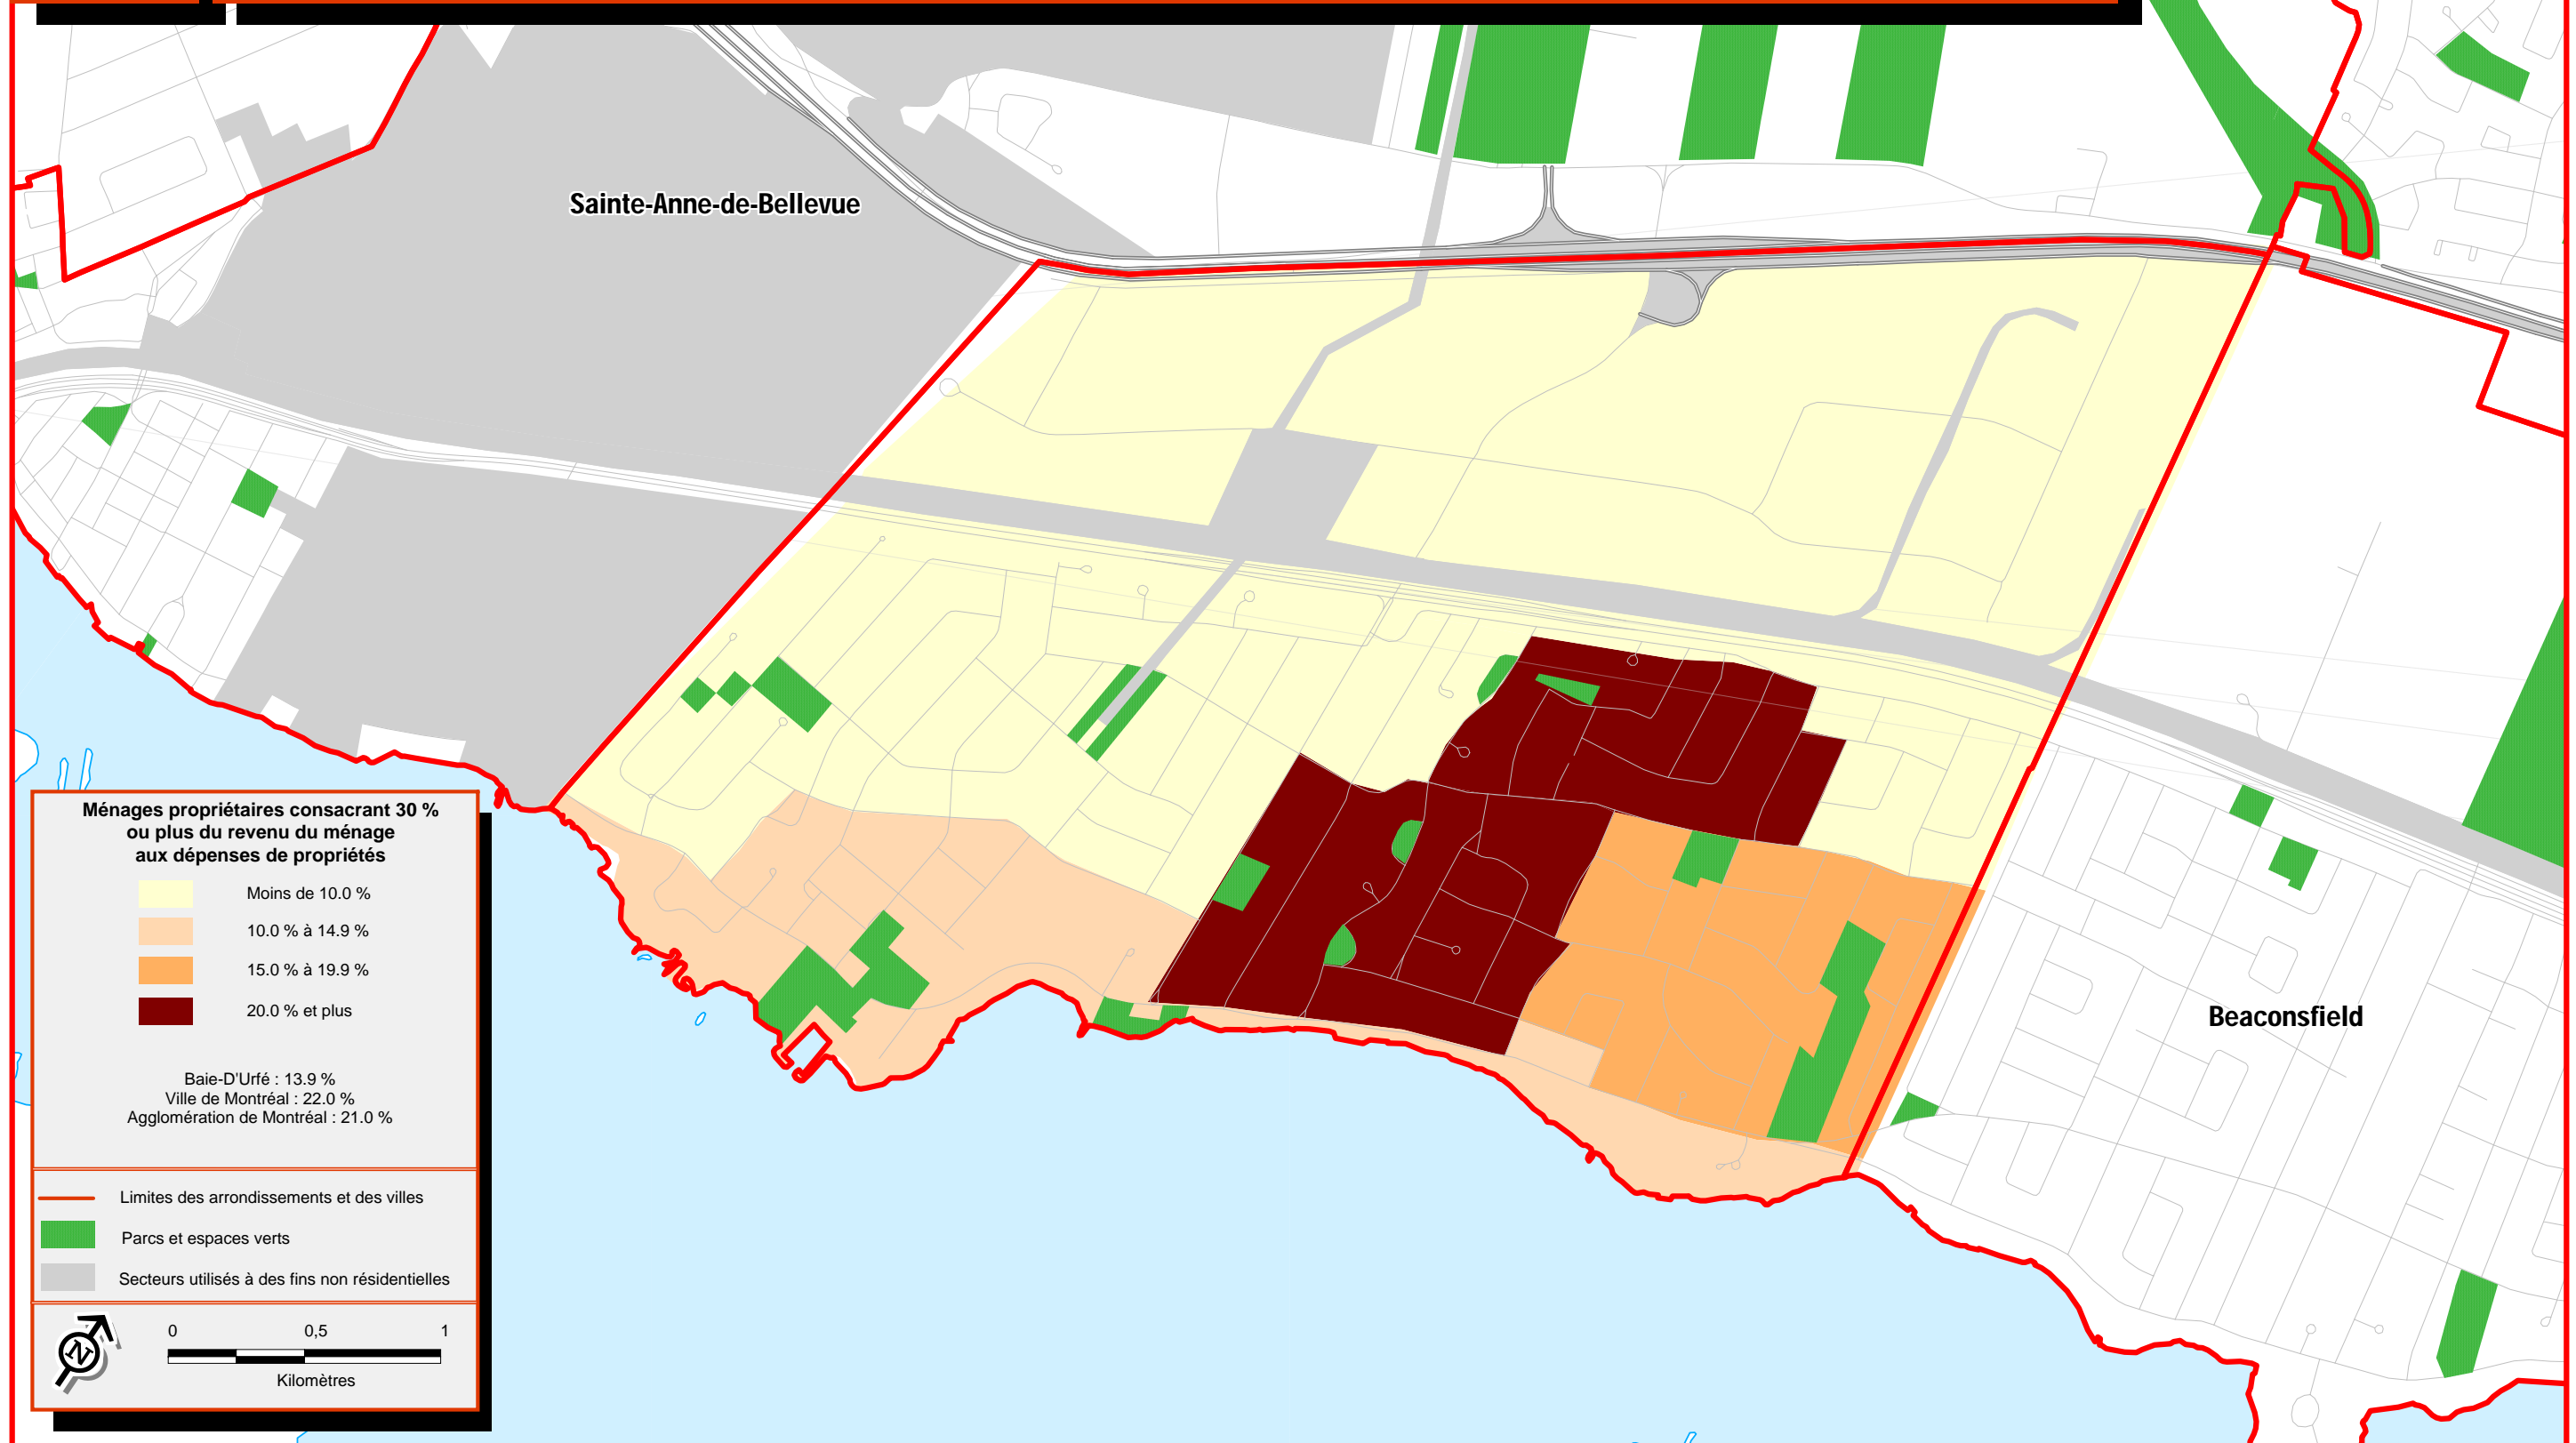 Sainte-Anne-de-Bellevue
Beaconsfield
Ménages propriétaires consacrant 30 %
ou plus du revenu du ménage
aux dépenses de propriétés
Moins de 10.0 %
10.0 % à 14.9 %
15.0 % à 19.9 %
20.0 % et plus
Baie-D'Urfé : 13.9 %
Ville de Montréal : 22.0 %
Agglomération de Montréal : 21.0 %
Limites des arrondissements et des villes
Parcs et espaces verts
Secteurs utilisés à des fins non résidentielles
N
0 0,5 1
Kilomètres